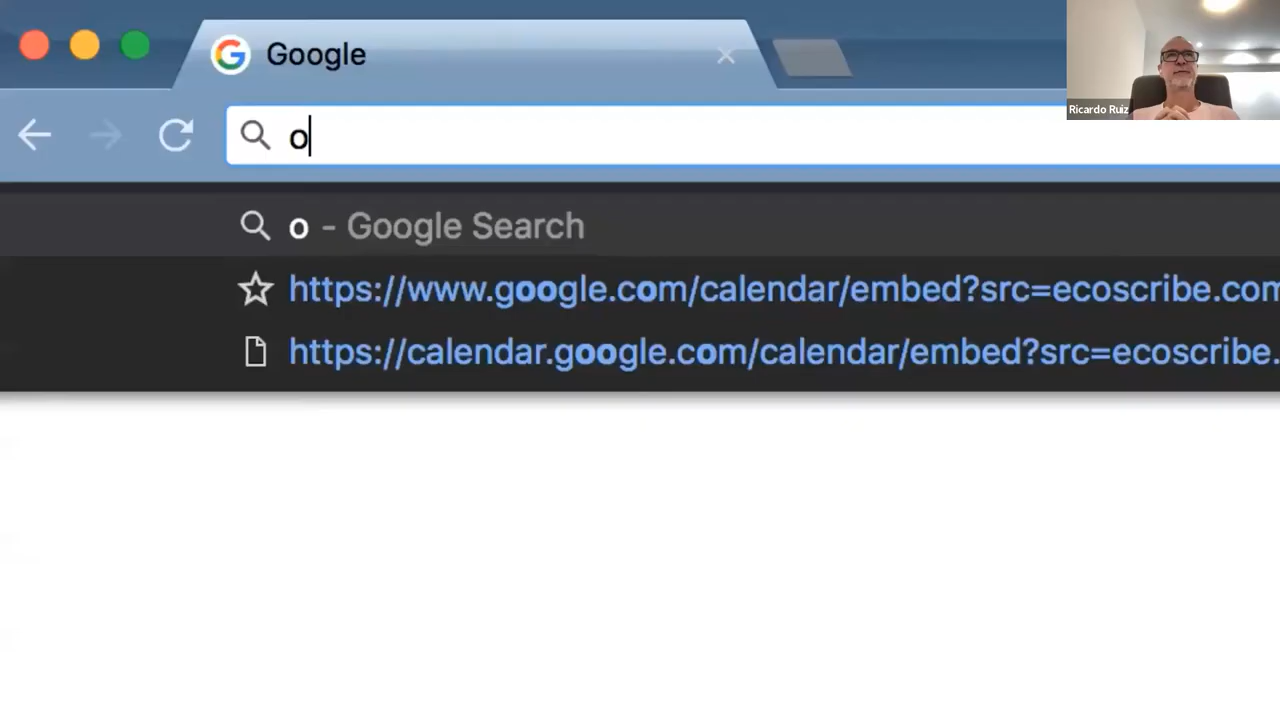 Google
Ricardo Ruiz
o
o - Google Search
https://www.google.com/calendar/embed?src=ecoscribe.com
https://calendar.google.com/calendar/embed?src=ecoscribe.